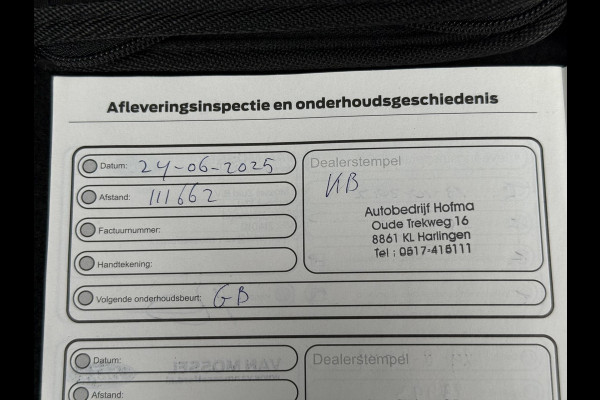 Afleveringsinspectie en onderhoudsgeschiedenis
Datum: 24-06-2025
Afstand: 111662
Factuurnummer:
Handtekening:
Volgende onderhoudsbeurt: GB
Dealerstempel
KB
Autobedrijf Hofma
Oude Trekweg 16
8861 KL Harlingen
Tel : 0517-415111
Datum:
Afstand:
Dealerstempel